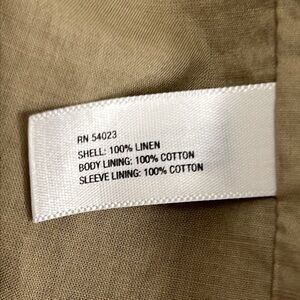 RN 54023
SHELL: 100% LINEN
BODY LINING: 100% COTTON
SLEEVE LINING: 100% COTTON